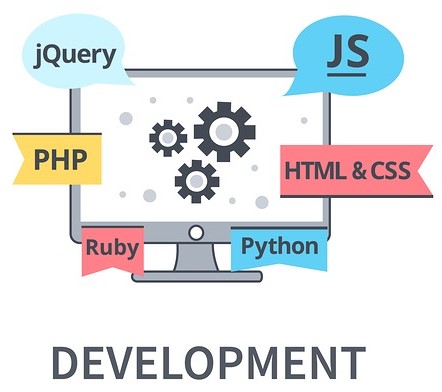 jQuery
JS
PHP
HTML & CSS
Ruby
Python
DEVELOPMENT